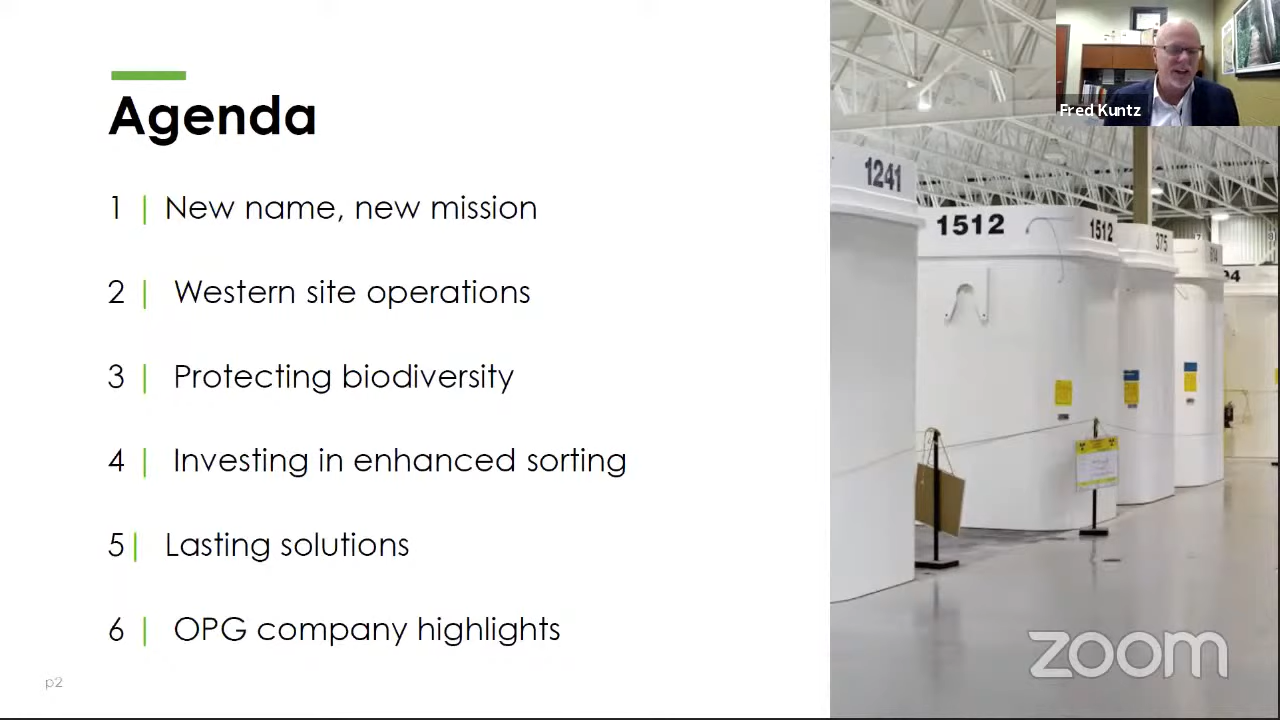 Agenda
1 | New name, new mission
2 | Western site operations
3 | Protecting biodiversity
4 | Investing in enhanced sorting
5 | Lasting solutions
6 | OPG company highlights
p2
Fred Kuntz
1241
1512
1512
375
zoom